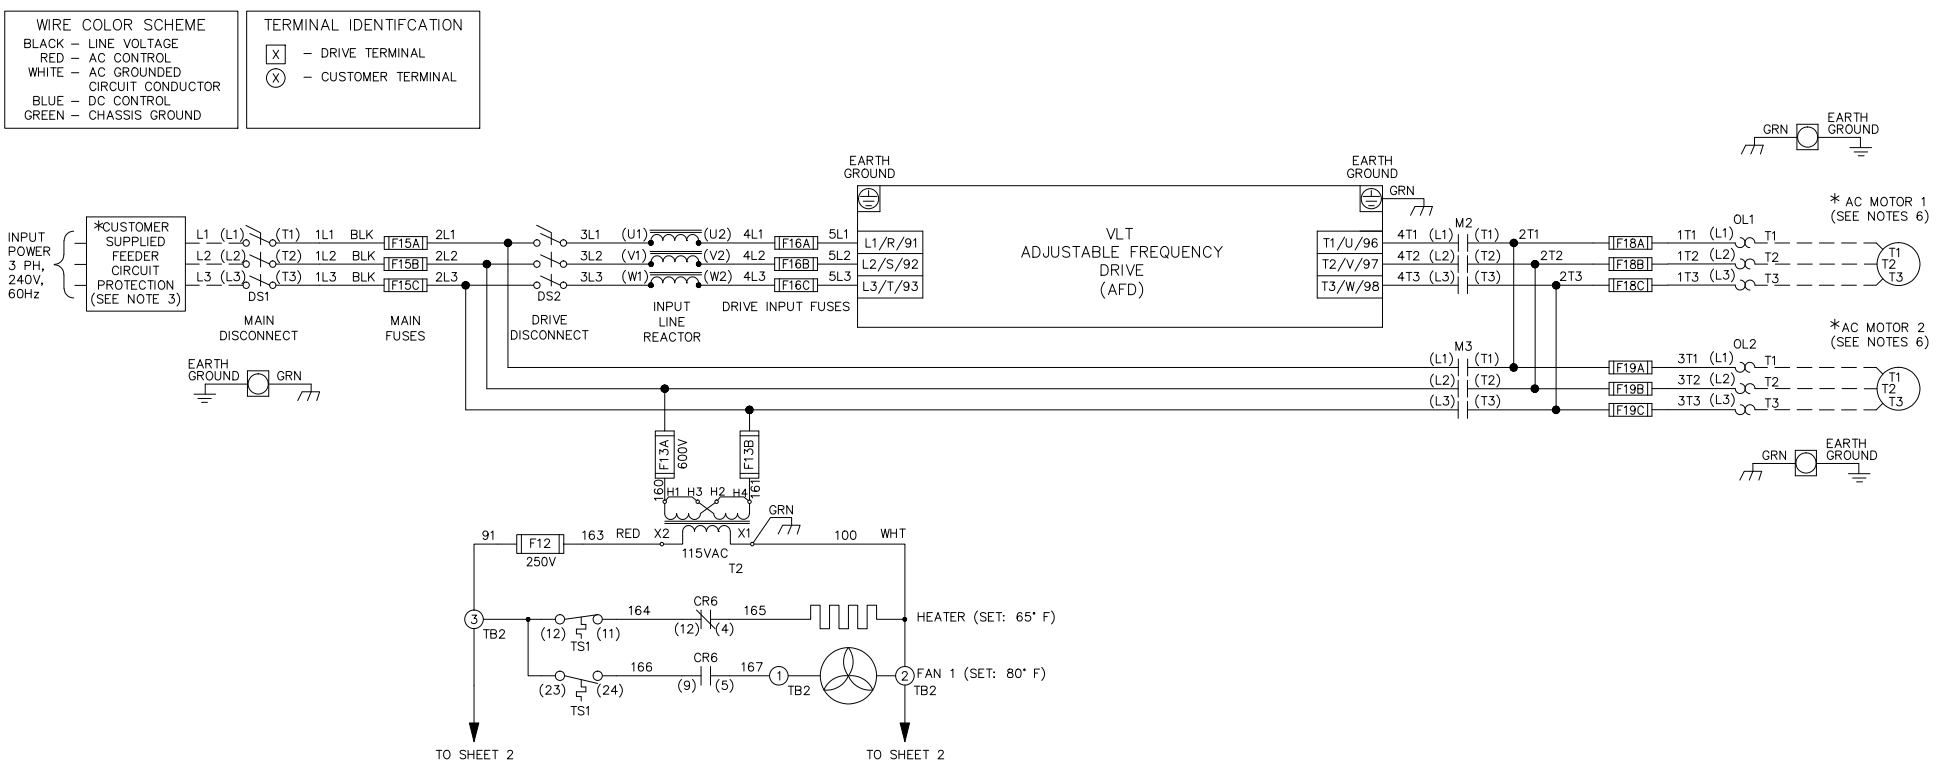 WIRE COLOR SCHEME
BLACK – LINE VOLTAGE
RED – AC CONTROL
WHITE – AC GROUNDED
CIRCUIT CONDUCTOR
BLUE – DC CONTROL
GREEN – CHASSIS GROUND
TERMINAL IDENTIFCATION
X – DRIVE TERMINAL
X – CUSTOMER TERMINAL
INPUT
POWER
3 PH,
240V,
60Hz
*CUSTOMER
SUPPLIED
FEEDER
CIRCUIT
PROTECTION
(SEE NOTE 3)
L1 (L1) (T1) 1L1 BLK F15A 2L1 3L1 (U1) (U2) 4L1 F16A 5L1 L1/R/91
L2 (L2) (T2) 1L2 BLK F15B 2L2 3L2 (V1) (V2) 4L2 F16B 5L2 L2/S/92
L3 (L3) (T3) 1L3 BLK F15C 2L3 3L3 (W1) (W2) 4L3 F16C 5L3 L3/T/93
DS1
MAIN
DISCONNECT
MAIN
FUSES
DS2
DRIVE
DISCONNECT
INPUT
LINE
REACTOR
DRIVE INPUT FUSES
EARTH
GROUND
GRN
EARTH
GROUND
VLT
ADJUSTABLE FREQUENCY
DRIVE
(AFD)
EARTH
GROUND
GRN
M2
OL1
T1/U/96 4T1 (L1) (T1) 2T1 F18A 1T1 (L1) T1
T2/V/97 4T2 (L2) (T2) 2T2 F18B 1T2 (L2) T2
T3/W/98 4T3 (L3) (T3) 2T3 F18C 1T3 (L3) T3
GRN
EARTH
GROUND
* AC MOTOR 1
(SEE NOTES 6)
T1
T2
T3
*AC MOTOR 2
(SEE NOTES 6)
M3
OL2
(L1) (T1) F19A 3T1 (L1) T1
(L2) (T2) F19B 3T2 (L2) T2
(L3) (T3) F19C 3T3 (L3) T3
T1
T2
T3
GRN
EARTH
GROUND
F13A
600V
F13B
160
H1 H3 H2 H4
161
GRN
91 F12 163 RED X2 X1 100 WHT
250V
115VAC
T2
3
TB2
164 CR6 165
(12) (11) (12) (4)
TS1
HEATER (SET: 65° F)
166 CR6 167 1 2
(23) (24) (9) (5) TB2 TB2
TS1
FAN 1 (SET: 80° F)
TO SHEET 2
TO SHEET 2